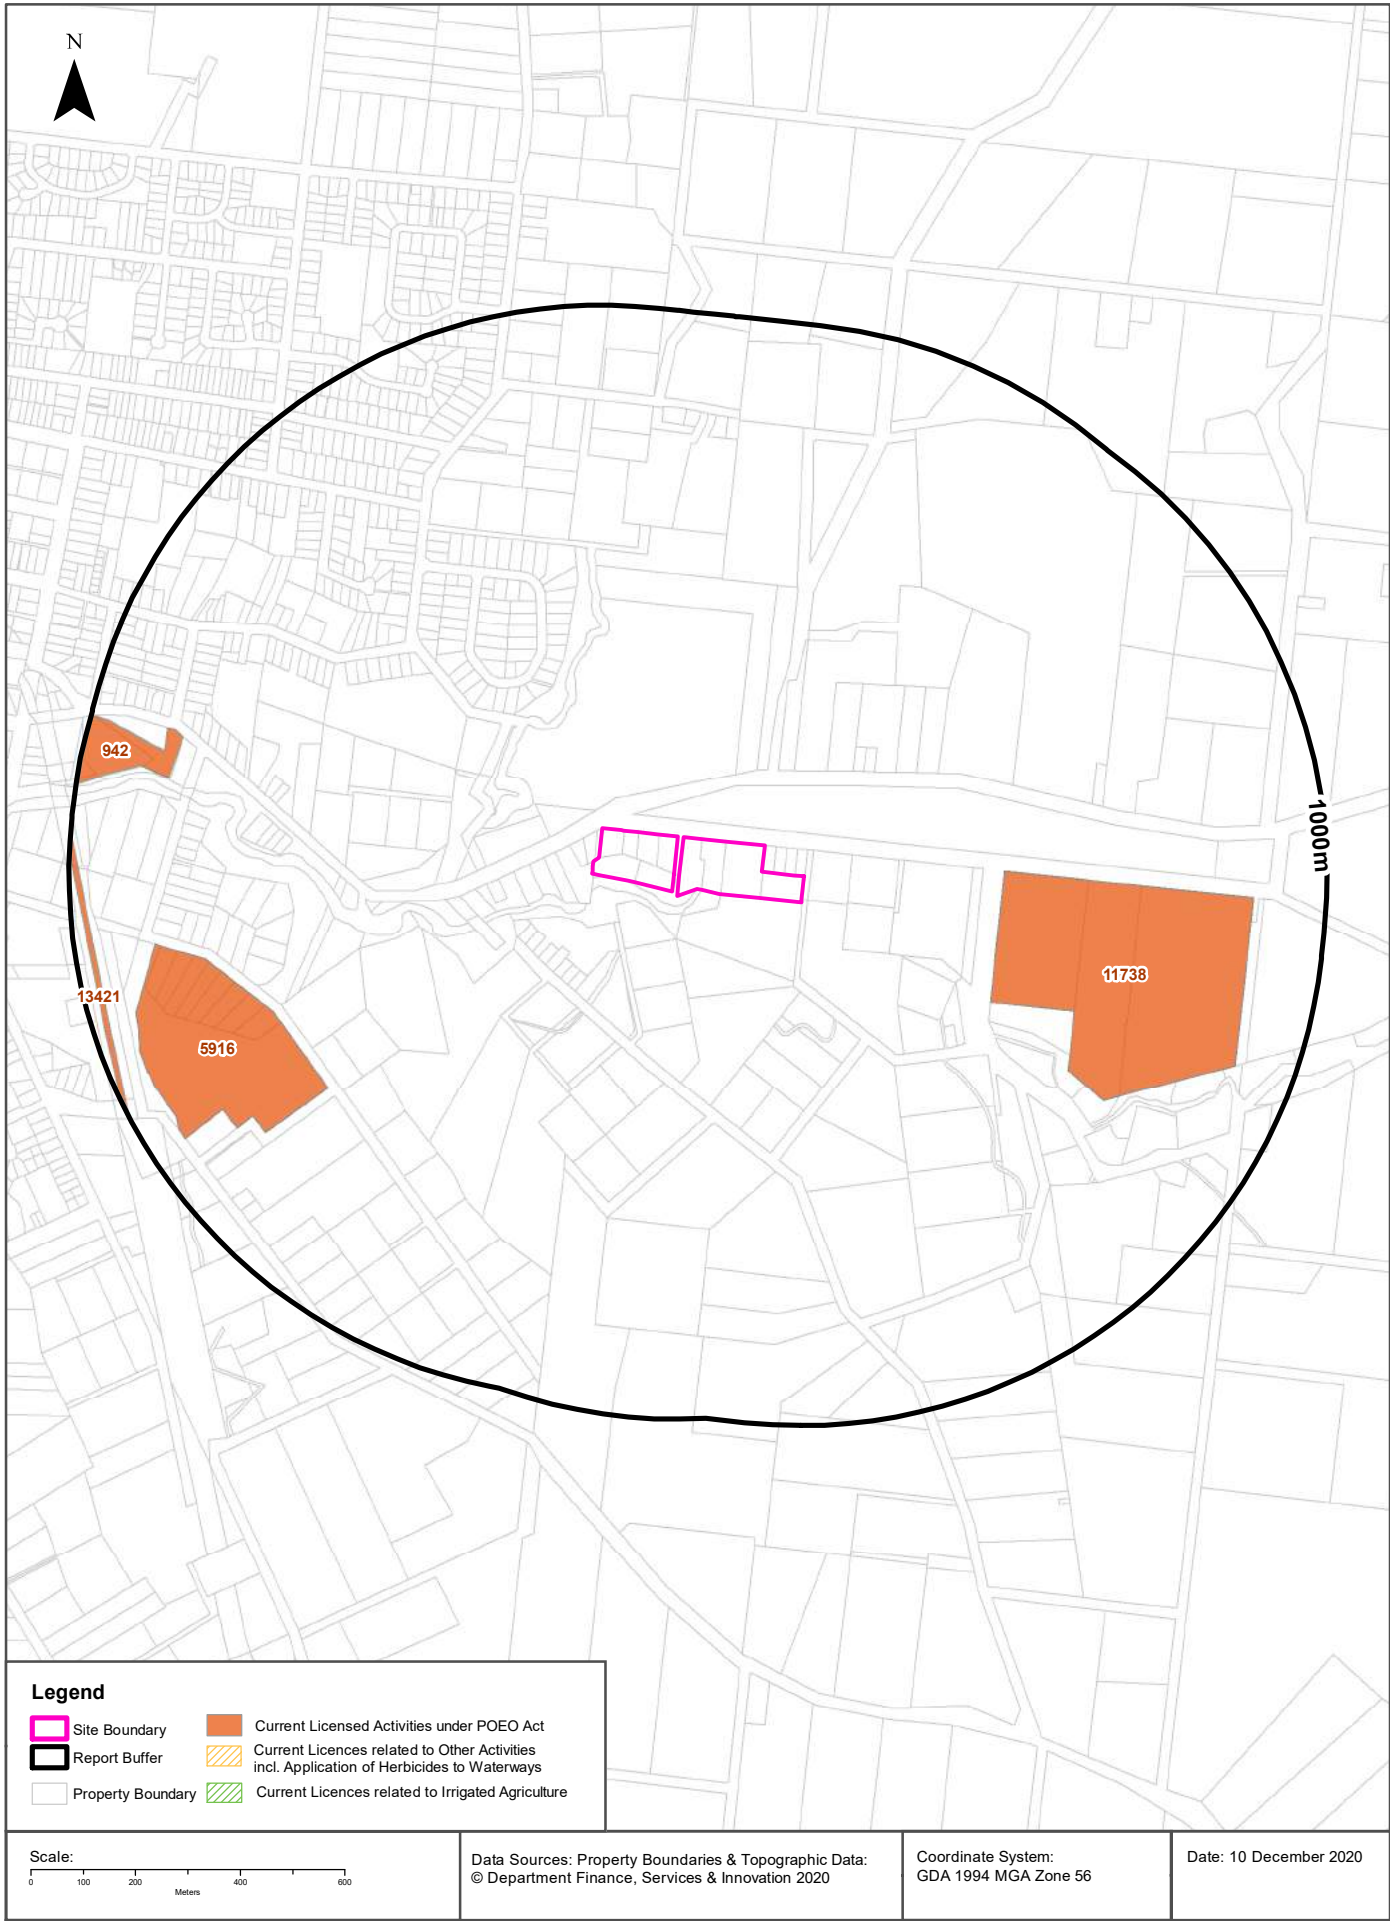 N
942
13421
5916
11738
1000m
Legend
Site Boundary
Report Buffer
Property Boundary
Current Licensed Activities under POEO Act
Current Licences related to Other Activities
incl. Application of Herbicides to Waterways
Current Licences related to Irrigated Agriculture
Scale:
0 100 200 400 600
Meters
Data Sources: Property Boundaries & Topographic Data:
© Department Finance, Services & Innovation 2020
Coordinate System:
GDA 1994 MGA Zone 56
Date: 10 December 2020